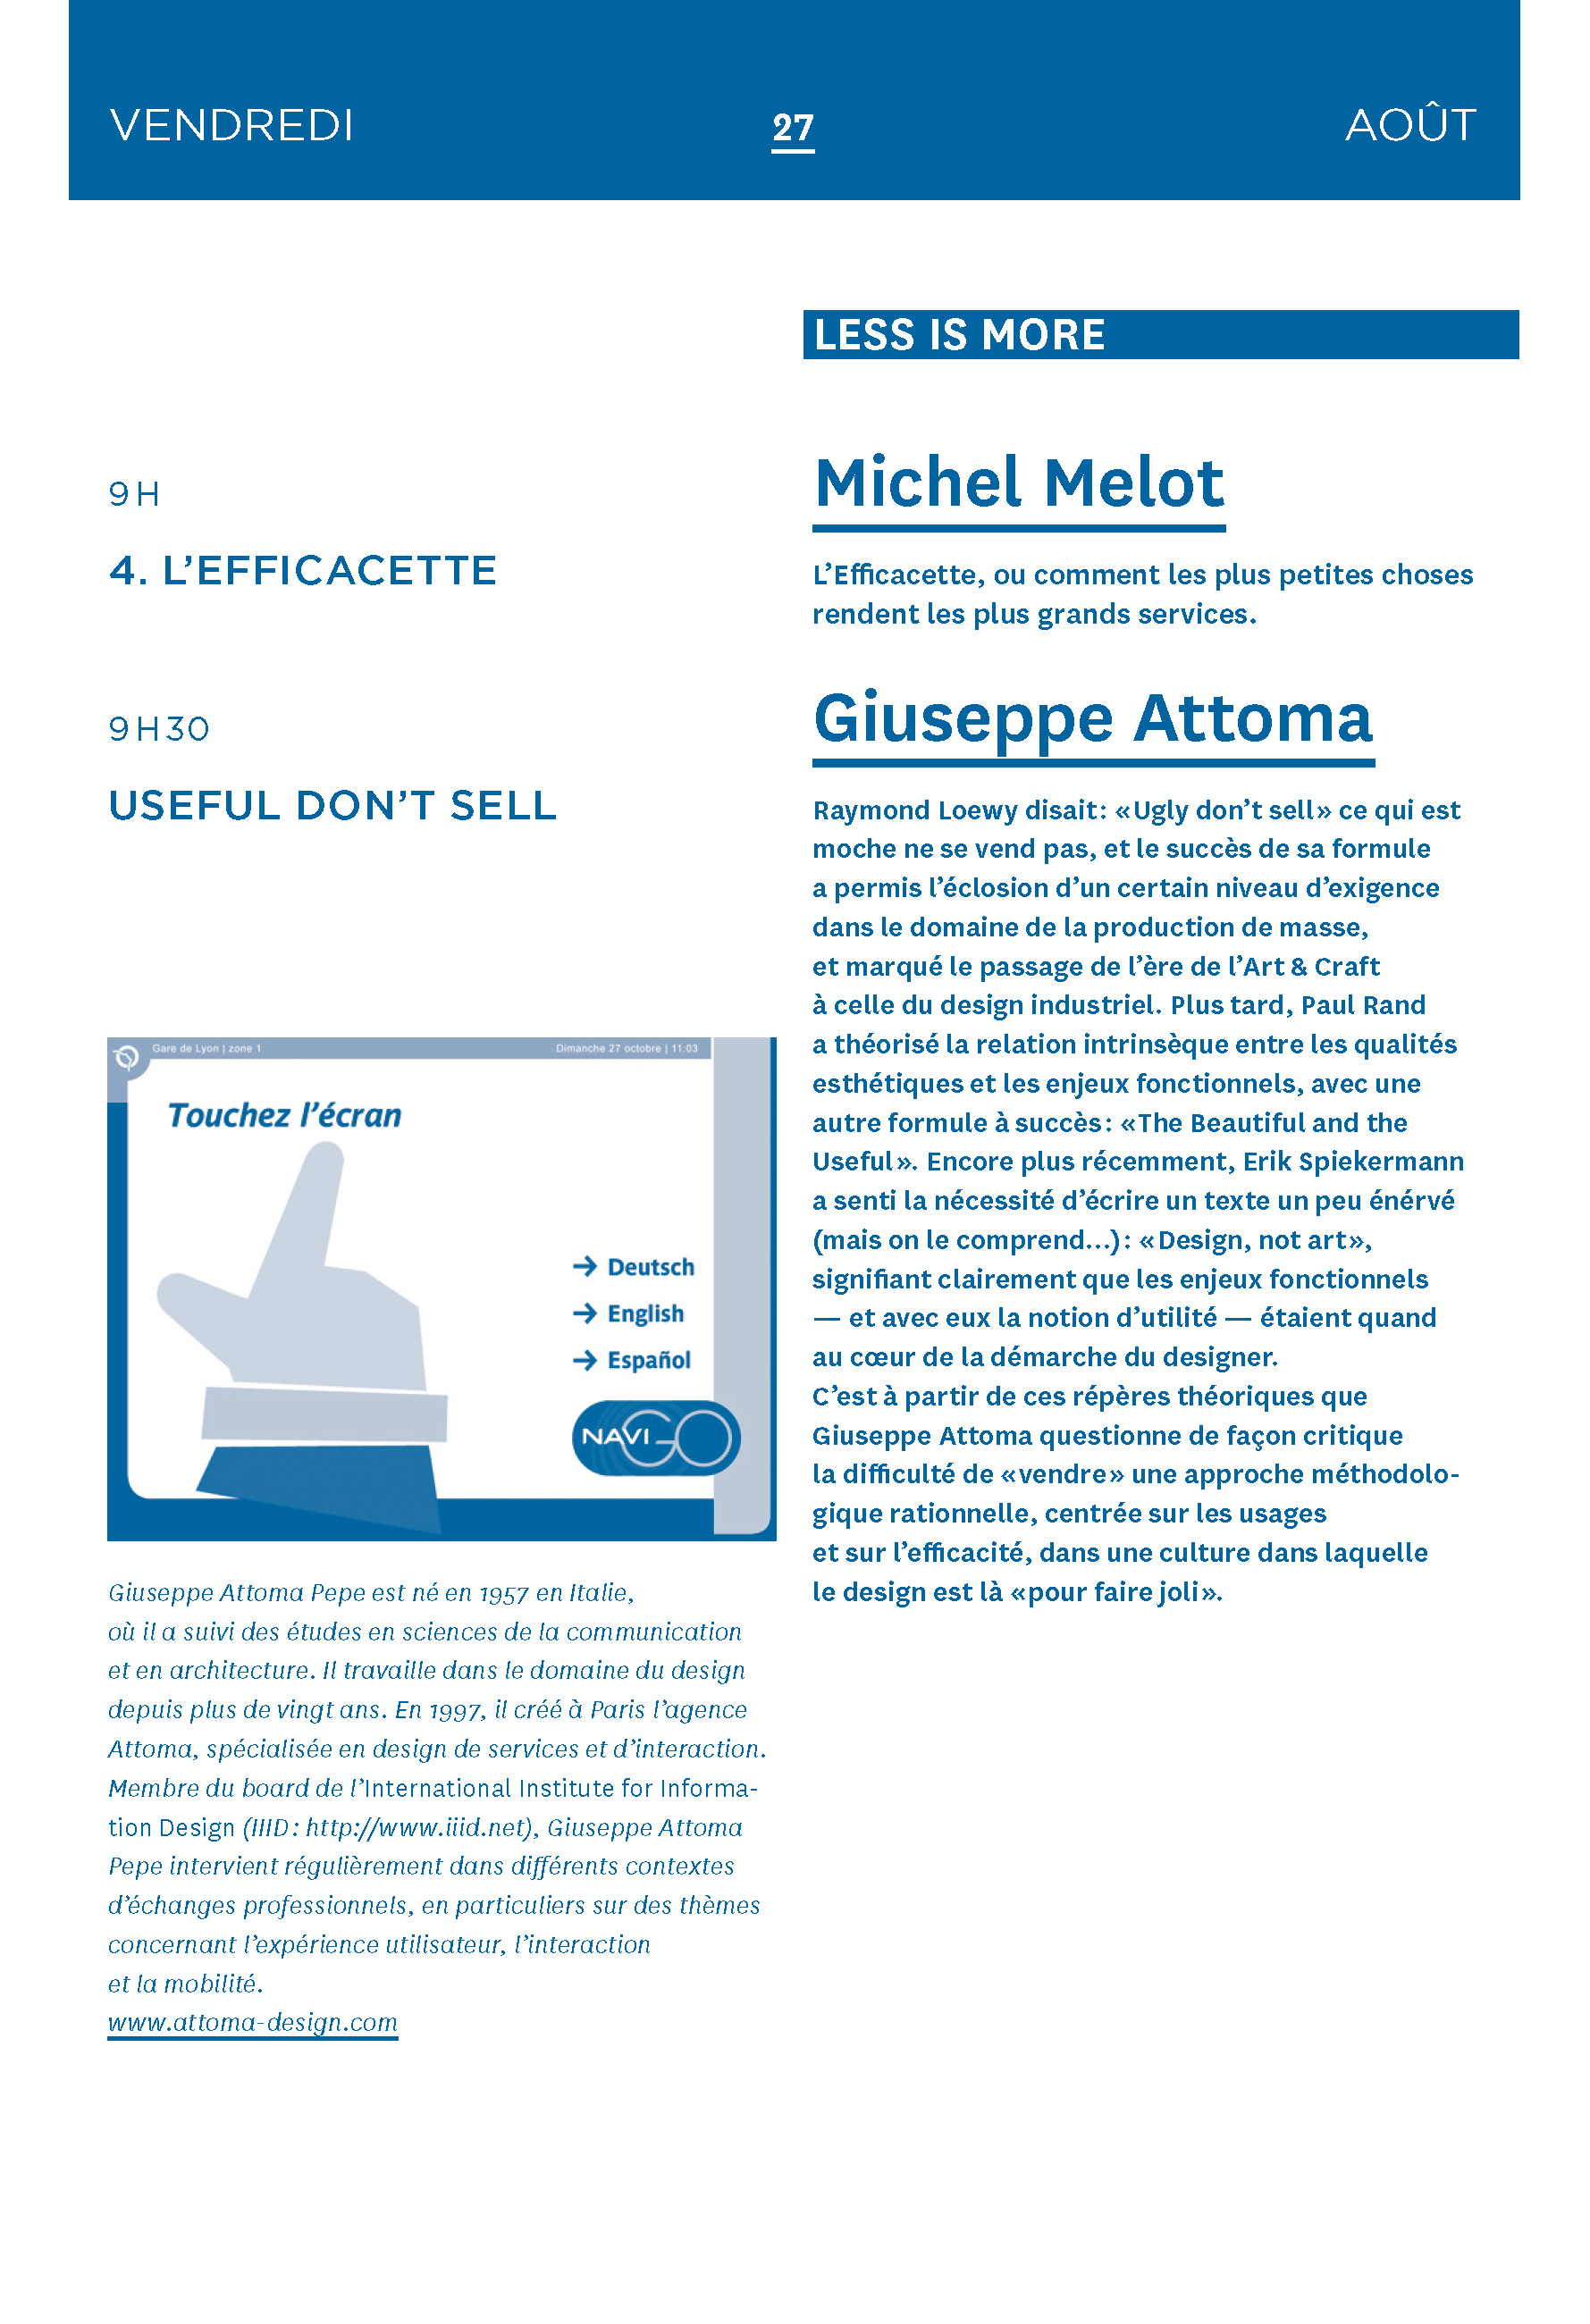 VENDREDI 27 AOÛT
LESS IS MORE
9 H
4. L’EFFICACETTE
Michel Melot
L’Efficacette, ou comment les plus petites choses
rendent les plus grands services.
9 H 30
USEFUL DON’T SELL
Giuseppe Attoma
Raymond Loewy disait : «Ugly don’t sell» ce qui est
moche ne se vend pas, et le succès de sa formule
a permis l’éclosion d’un certain niveau d’exigence
dans le domaine de la production de masse,
et marqué le passage de l’ère de l’Art & Craft
à celle du design industriel. Plus tard, Paul Rand
a théorisé la relation intrinsèque entre les qualités
esthétiques et les enjeux fonctionnels, avec une
autre formule à succès : «The Beautiful and the
Useful». Encore plus récemment, Erik Spiekermann
a senti la nécessité d’écrire un texte un peu énérvé
(mais on le comprend…) : «Design, not art»,
signifiant clairement que les enjeux fonctionnels
— et avec eux la notion d’utilité — étaient quand
au cœur de la démarche du designer.
C’est à partir de ces répères théoriques que
Giuseppe Attoma questionne de façon critique
la difficulté de «vendre» une approche méthodolo-
gique rationnelle, centrée sur les usages
et sur l’efficacité, dans une culture dans laquelle
le design est là «pour faire joli».
Gare de Lyon | zone 1
Dimanche 27 octobre | 11:03
Touchez l’écran
→ Deutsch
→ English
→ Español
NAVIGO
Giuseppe Attoma Pepe est né en 1957 en Italie,
où il a suivi des études en sciences de la communication
et en architecture. Il travaille dans le domaine du design
depuis plus de vingt ans. En 1997, il créé à Paris l’agence
Attoma, spécialisée en design de services et d’interaction.
Membre du board de l’International Institute for Informa-
tion Design (IIID : http://www.iiid.net), Giuseppe Attoma
Pepe intervient régulièrement dans différents contextes
d’échanges professionnels, en particuliers sur des thèmes
concernant l’expérience utilisateur, l’interaction
et la mobilité.
www.attoma-design.com